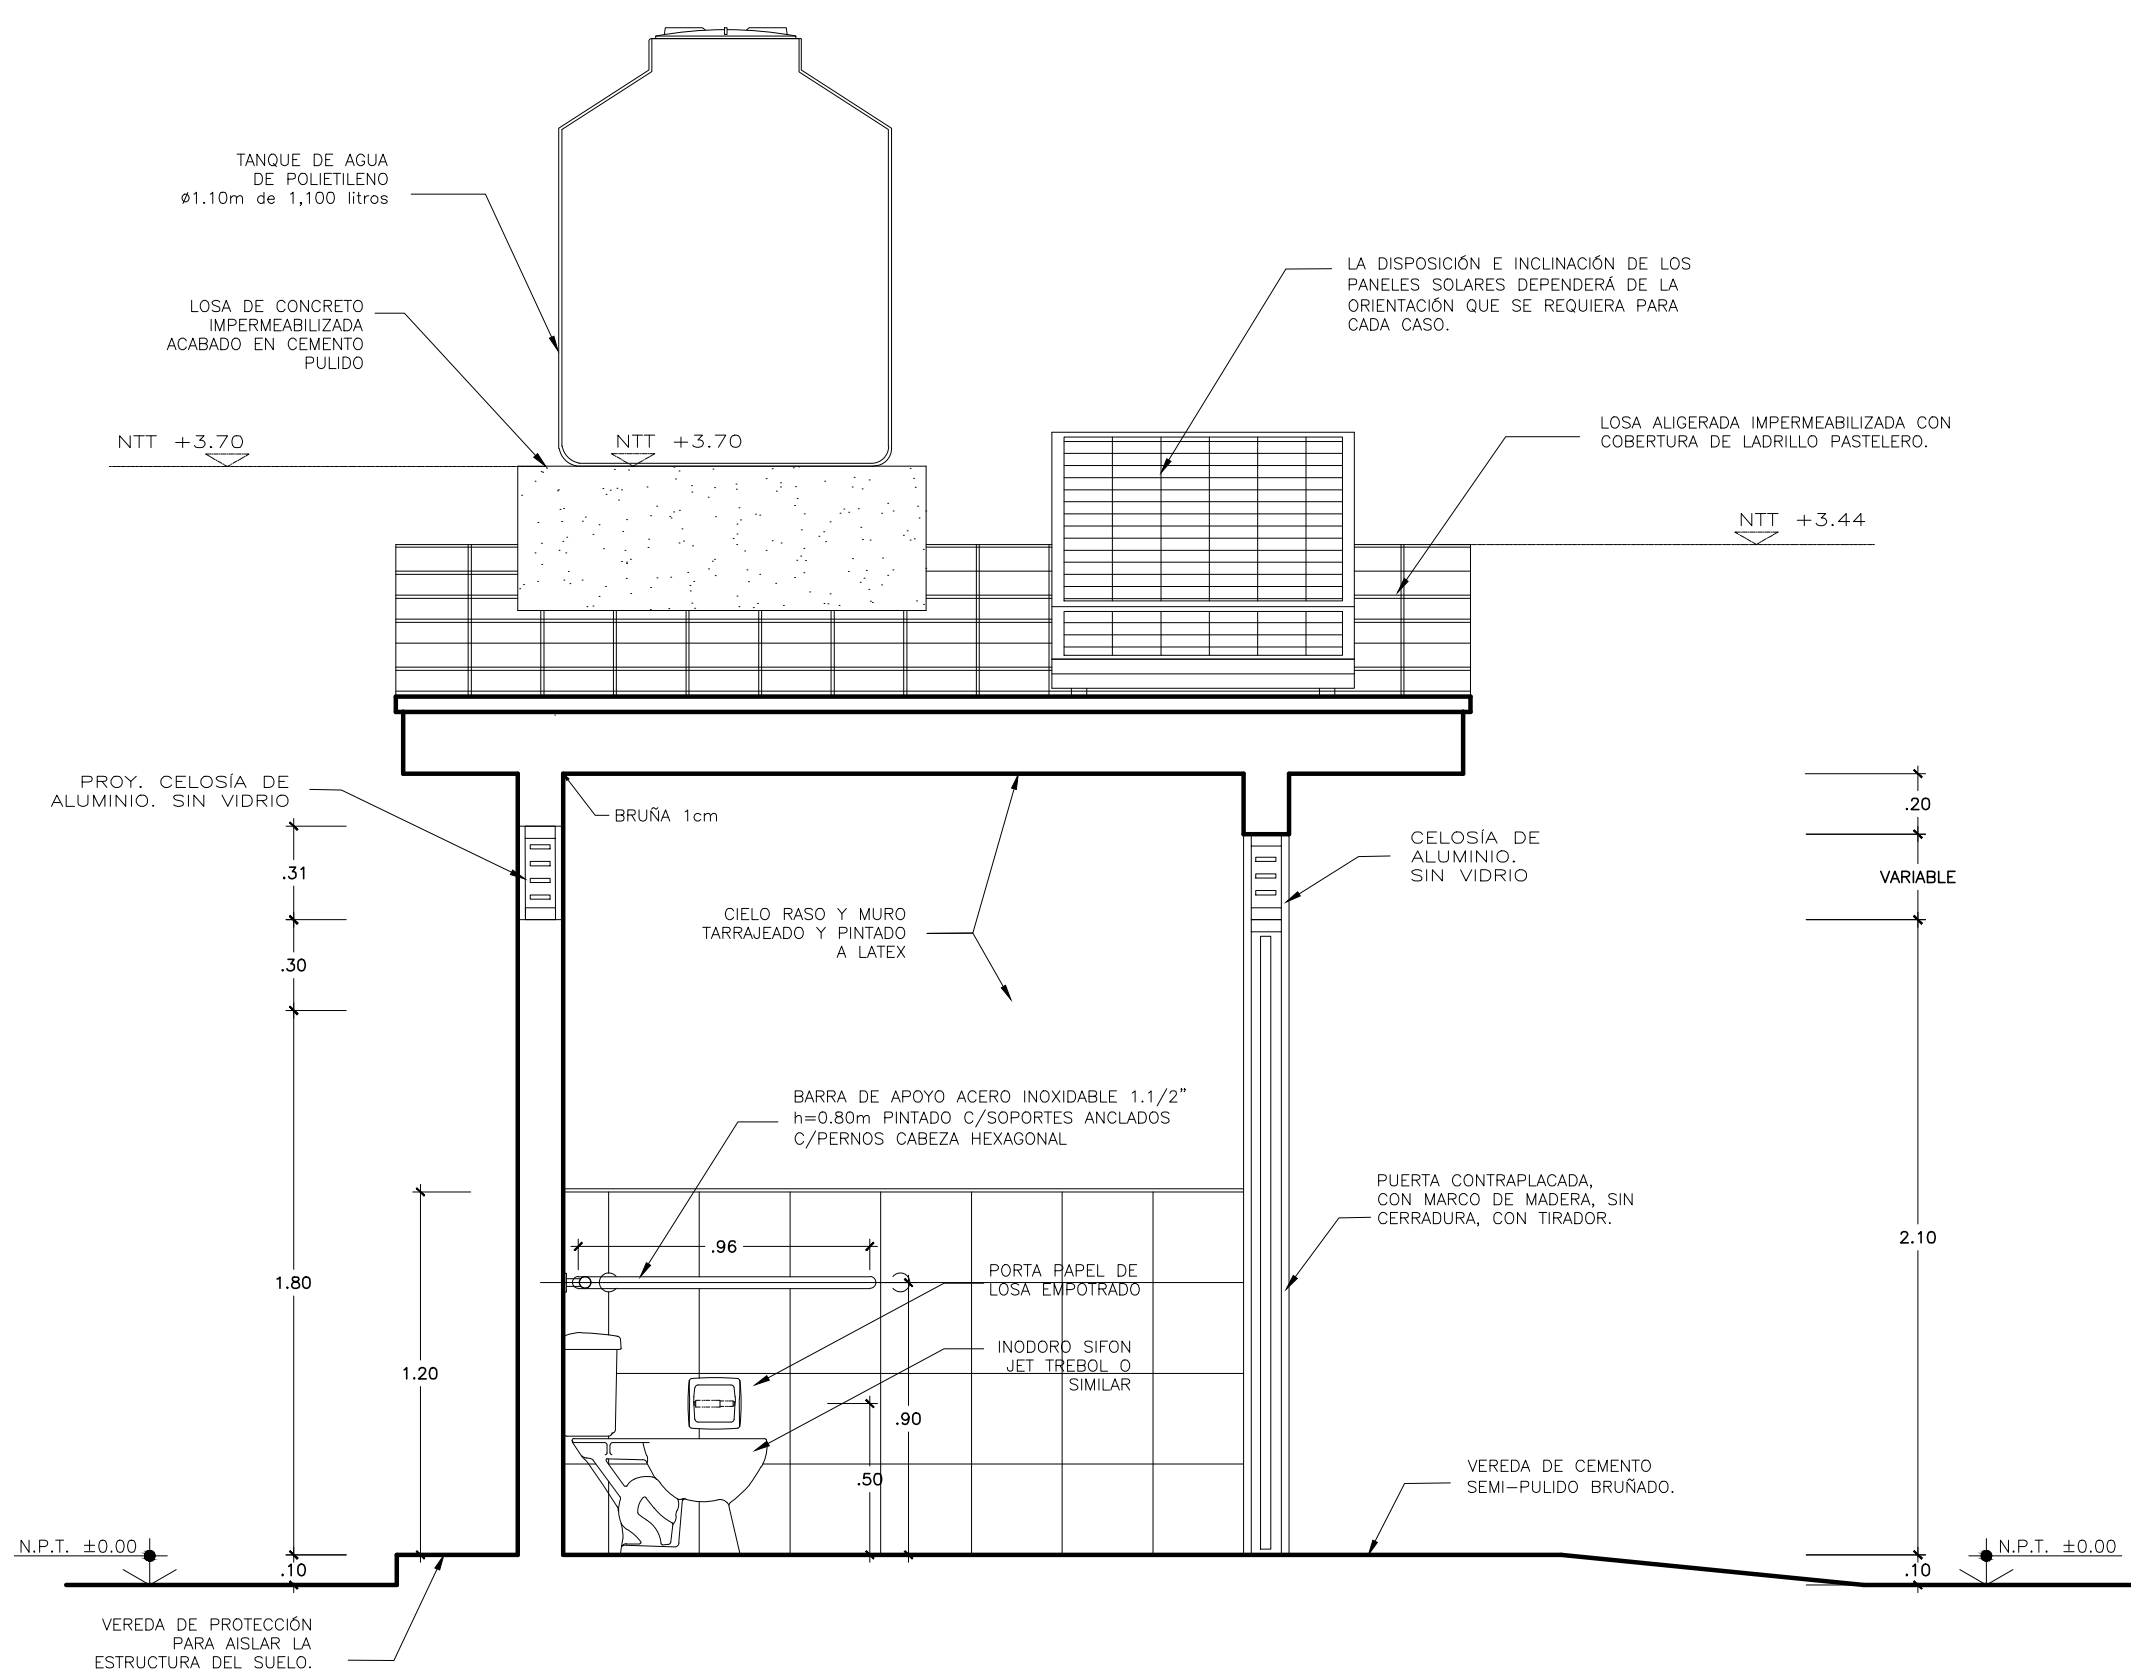 TANQUE DE AGUA
DE POLIETILENO
ø1.10m de 1,100 litros
LOSA DE CONCRETO
IMPERMEABILIZADA
ACABADO EN CEMENTO
PULIDO
LA DISPOSICIÓN E INCLINACIÓN DE LOS
PANELES SOLARES DEPENDERÁ DE LA
ORIENTACIÓN QUE SE REQUIERA PARA
CADA CASO.
LOSA ALIGERADA IMPERMEABILIZADA CON
COBERTURA DE LADRILLO PASTELERO.
NTT +3.70
NTT +3.70
NTT +3.44
PROY. CELOSÍA DE
ALUMINIO. SIN VIDRIO
BRUÑA 1cm
.20
CELOSÍA DE
ALUMINIO.
SIN VIDRIO
.31
VARIABLE
CIELO RASO Y MURO
TARRAJEADO Y PINTADO
A LATEX
.30
BARRA DE APOYO ACERO INOXIDABLE 1.1/2"
h=0.80m PINTADO C/SOPORTES ANCLADOS
C/PERNOS CABEZA HEXAGONAL
PUERTA CONTRAPLACADA,
CON MARCO DE MADERA, SIN
CERRADURA, CON TIRADOR.
.96
2.10
1.80
PORTA PAPEL DE
LOSA EMPOTRADO
INODORO SIFON
JET TREBOL O
SIMILAR
1.20
.90
.50
VEREDA DE CEMENTO
SEMI-PULIDO BRUÑADO.
N.P.T. ±0.00
N.P.T. ±0.00
.10
.10
VEREDA DE PROTECCIÓN
PARA AISLAR LA
ESTRUCTURA DEL SUELO.